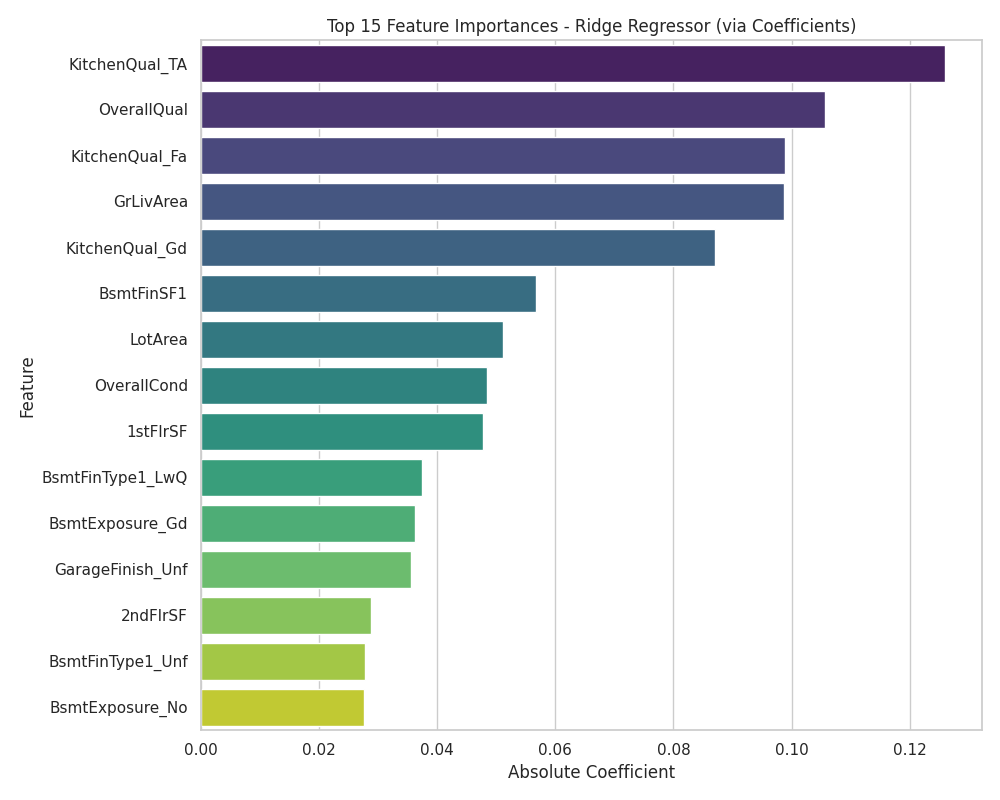 Top 15 Feature Importances - Ridge Regressor (via Coefficients)
KitchenQual_TA
OverallQual
KitchenQual_Fa
GrLivArea
KitchenQual_Gd
BsmtFinSF1
LotArea
OverallCond
1stFlrSF
BsmtFinType1_LwQ
BsmtExposure_Gd
GarageFinish_Unf
2ndFlrSF
BsmtFinType1_Unf
BsmtExposure_No
Feature
0.00 0.02 0.04 0.06 0.08 0.10 0.12
Absolute Coefficient